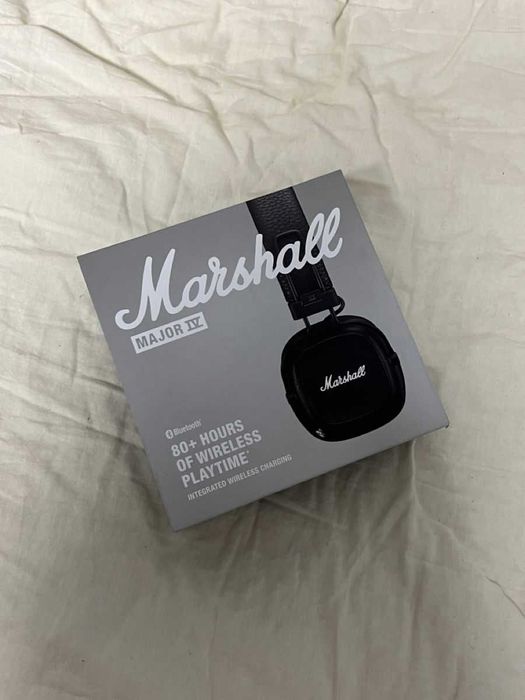 Marshall
MAJOR IV
Marshall
Bluetooth®
80+ HOURS
OF WIRELESS
PLAYTIME*
INTEGRATED WIRELESS CHARGING